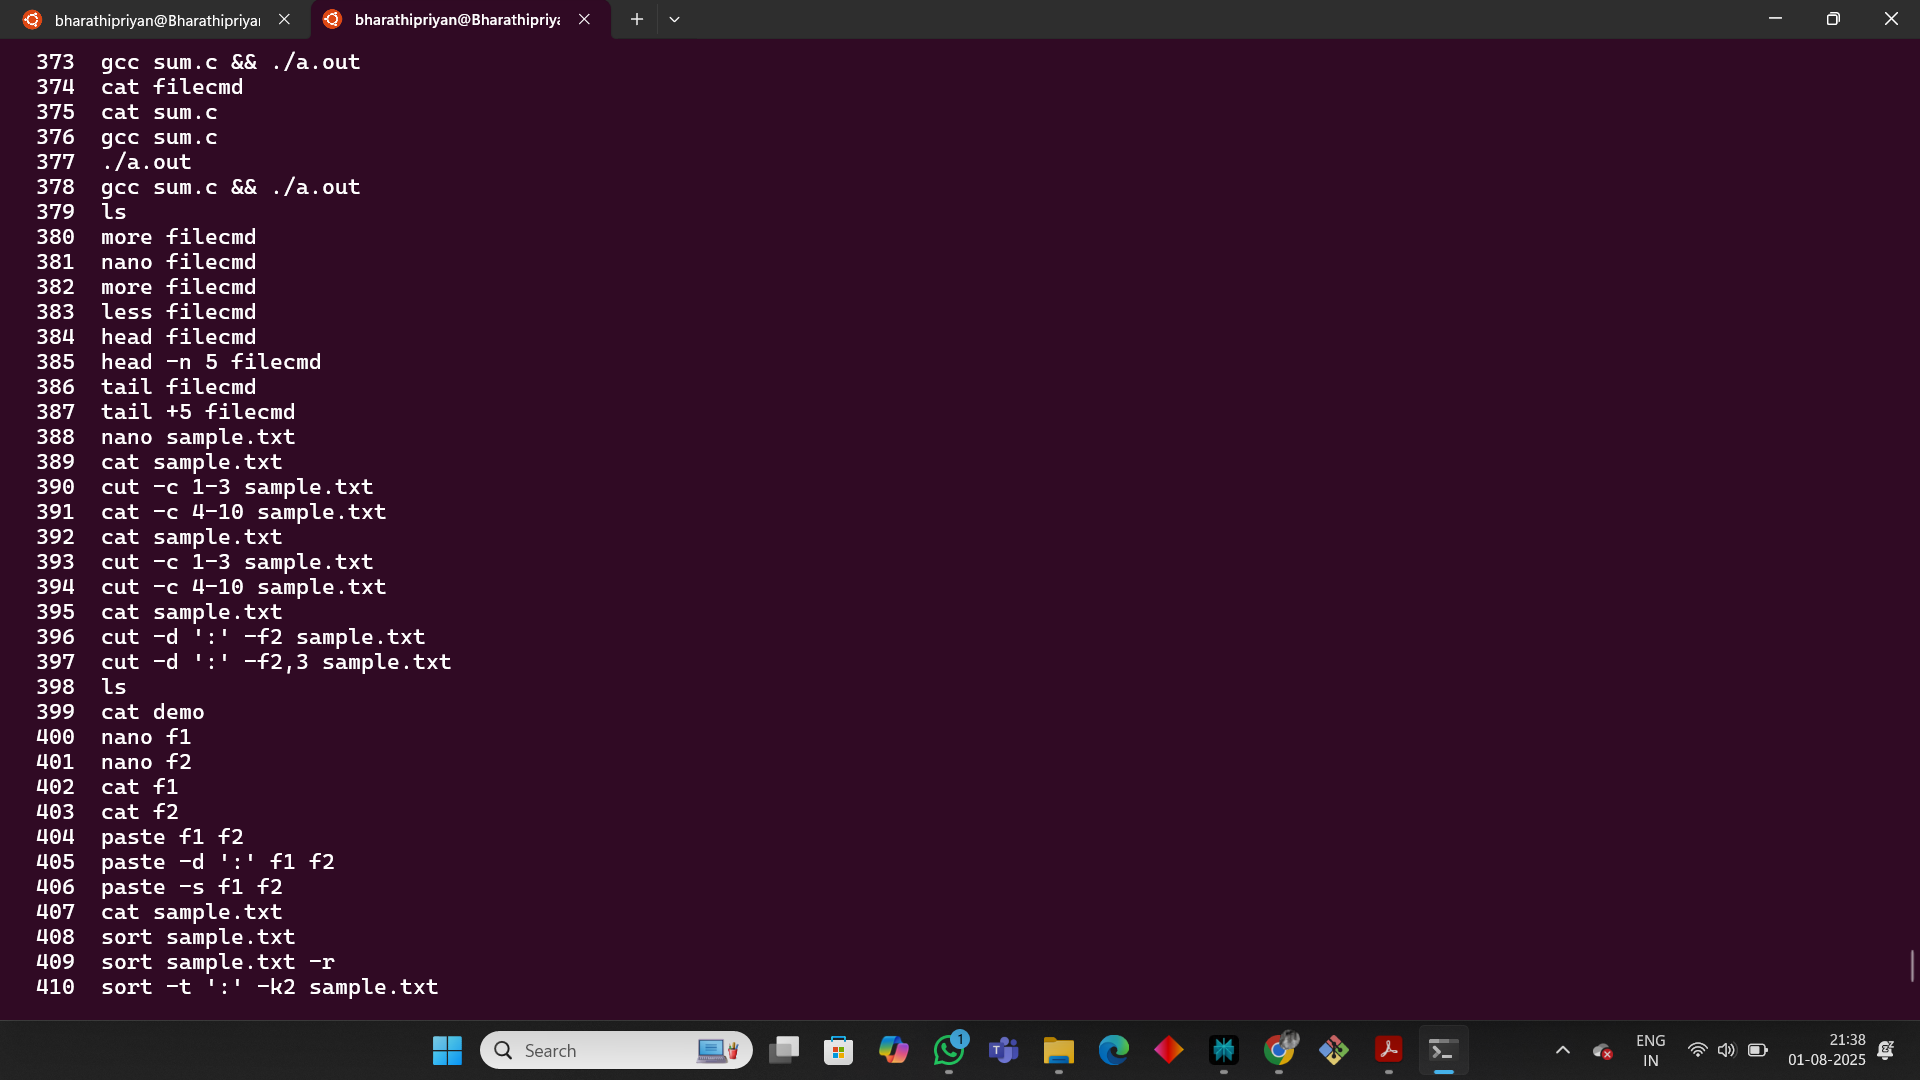 bharathipriyan@Bharathipriyar
bharathipriyan@Bharathipriya
373 gcc sum.c && ./a.out
374 cat filecmd
375 cat sum.c
376 gcc sum.c
377 ./a.out
378 gcc sum.c && ./a.out
379 ls
380 more filecmd
381 nano filecmd
382 more filecmd
383 less filecmd
384 head filecmd
385 head -n 5 filecmd
386 tail filecmd
387 tail +5 filecmd
388 nano sample.txt
389 cat sample.txt
390 cut -c 1-3 sample.txt
391 cat -c 4-10 sample.txt
392 cat sample.txt
393 cut -c 1-3 sample.txt
394 cut -c 4-10 sample.txt
395 cat sample.txt
396 cut -d ':' -f2 sample.txt
397 cut -d ':' -f2,3 sample.txt
398 ls
399 cat demo
400 nano f1
401 nano f2
402 cat f1
403 cat f2
404 paste f1 f2
405 paste -d ':' f1 f2
406 paste -s f1 f2
407 cat sample.txt
408 sort sample.txt
409 sort sample.txt -r
410 sort -t ':' -k2 sample.txt
Search
1
ENG
IN
21:38
01-08-2025